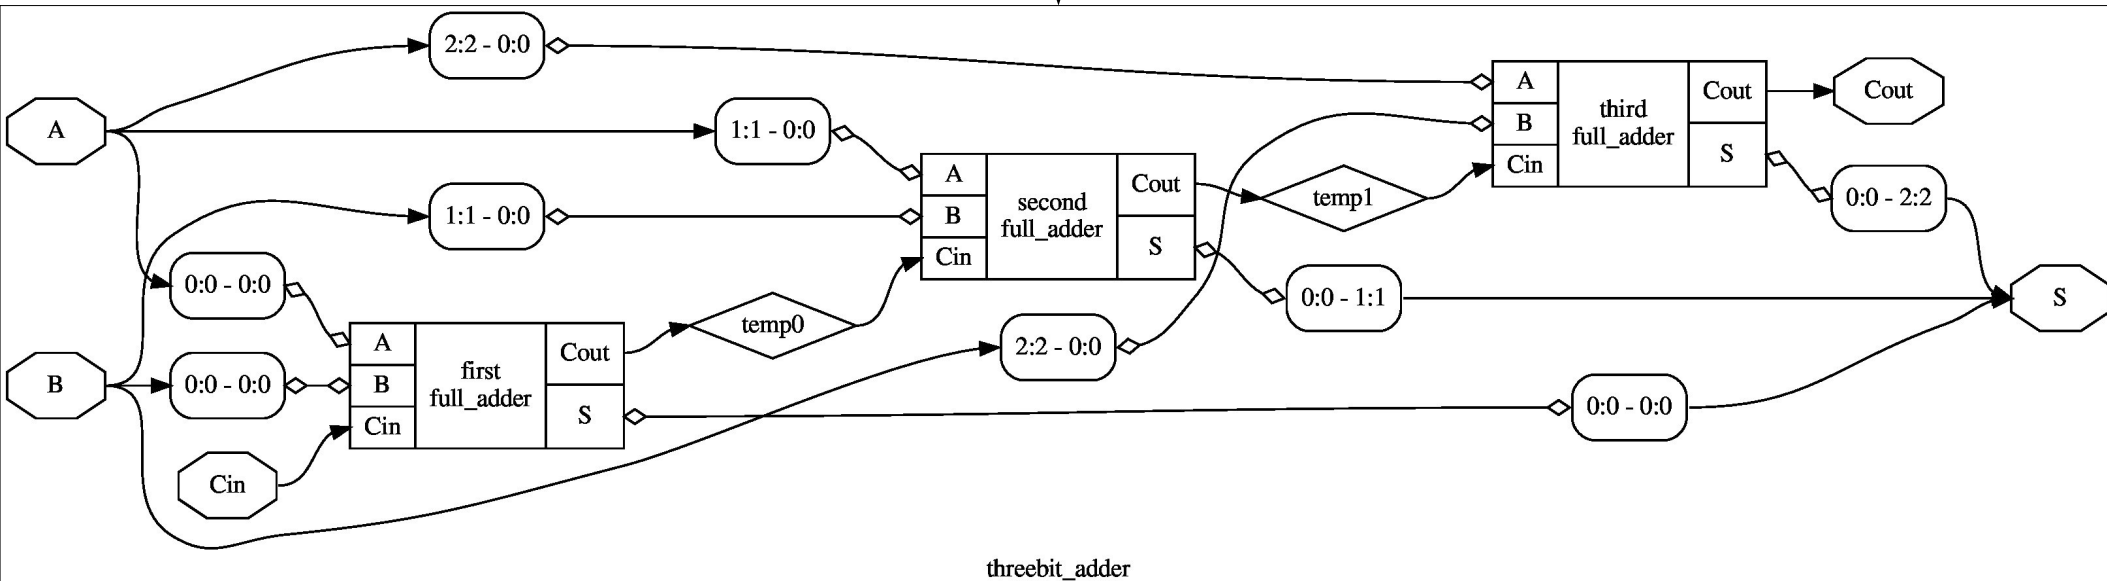 2:2 - 0:0
A
1:1 - 0:0
A
B
Cin
third
full_adder
Cout
S
Cout
A
B
Cin
second
full_adder
Cout
S
temp1
0:0 - 2:2
1:1 - 0:0
0:0 - 0:0
0:0 - 1:1
S
temp0
2:2 - 0:0
B
0:0 - 0:0
A
B
Cin
first
full_adder
Cout
S
0:0 - 0:0
Cin
threebit_adder